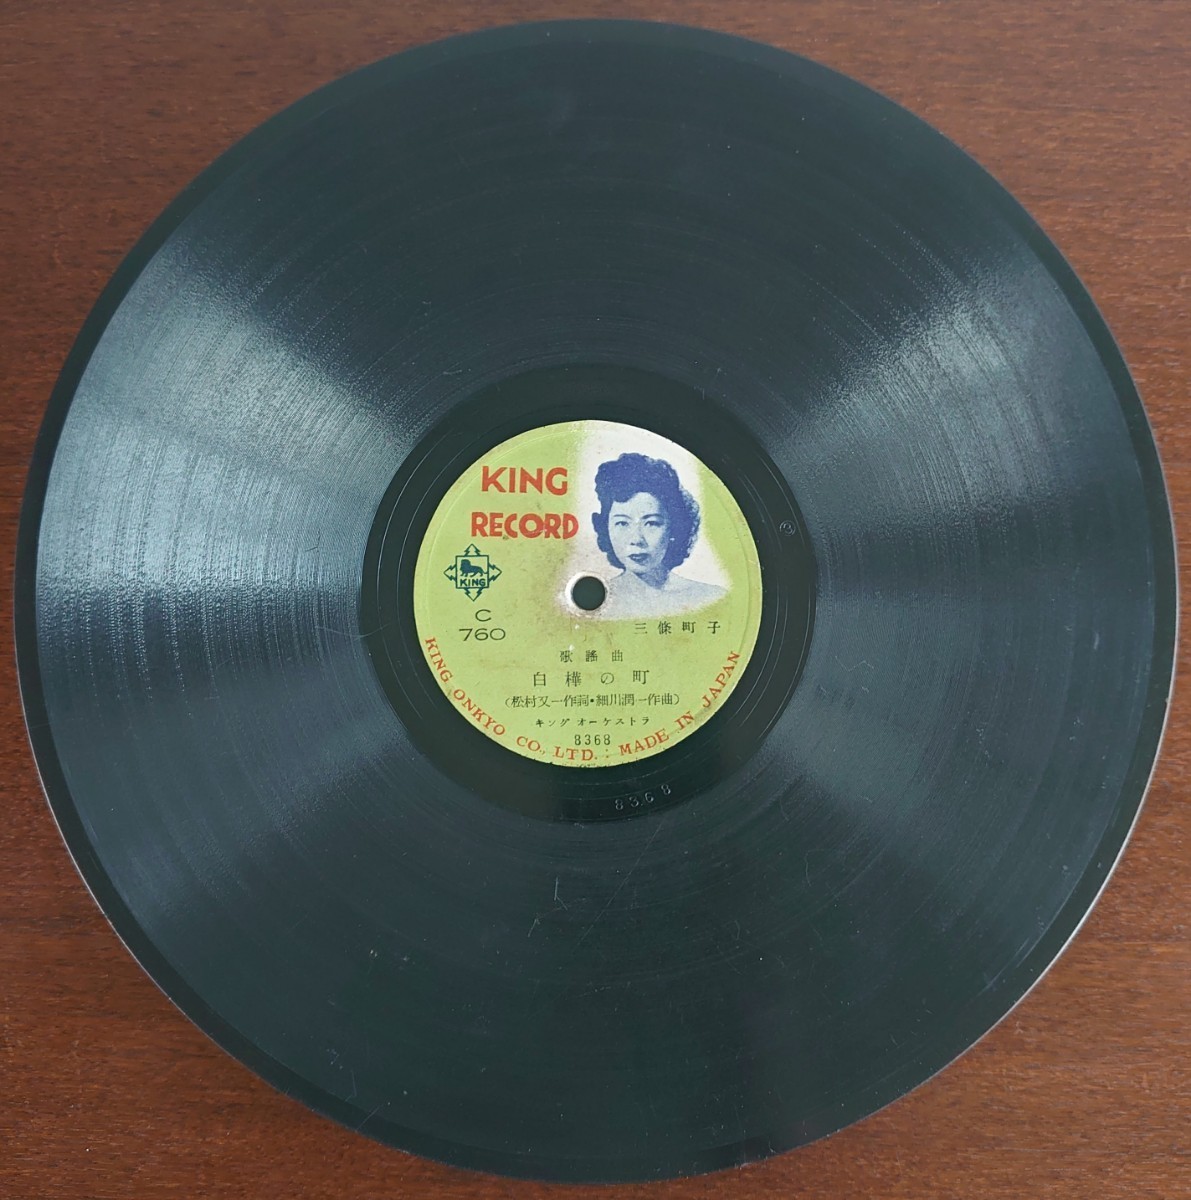 KING
RECORD
KING
C
760
三條町子
歌謠曲
白樺の町
(松村又一作詞・細川潤一作曲)
キングオーケストラ
8368
KING ONKYO CO., LTD. : MADE IN JAPAN
8368